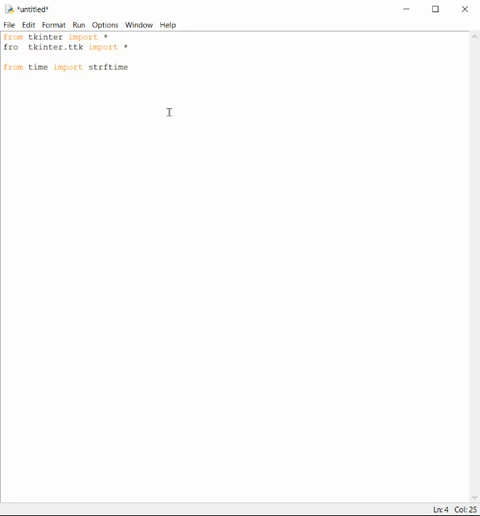 *untitled*
File Edit Format Run Options Window Help
from tkinter import *
fro  tkinter.ttk import *
from time import strftime
Ln: 4 Col: 25